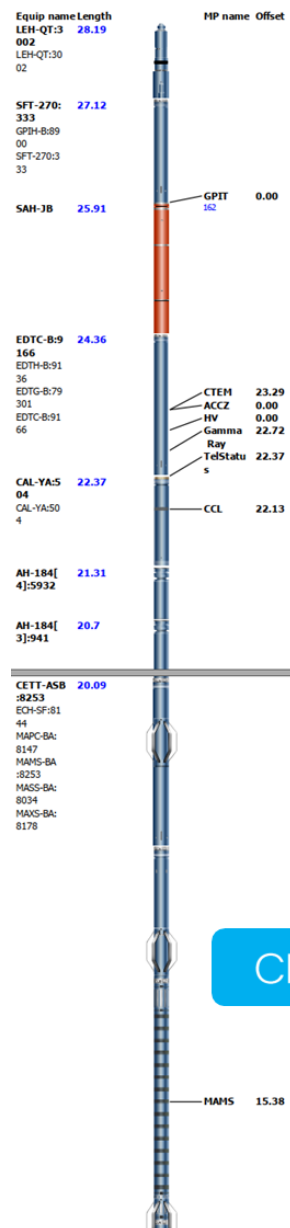 Equip name Length MP name Offset
LEH-QT:3 28.19
002
LEH-QT:30
02
SFT-270: 27.12
333
GPIH-B:89
00
SFT-270:3
33
GPIT 0.00
162
SAH-JB 25.91
EDTC-B:9 24.36
166
EDTH-B:91
36
EDTG-B:79
301
EDTC-B:91
66
CTEM 23.29
ACCZ 0.00
HV 0.00
Gamma 22.72
Ray
TelStatu 22.37
s
CAL-YA:5 22.37
04
CAL-YA:50
4
CCL 22.13
AH-184[ 21.31
4]:5932
AH-184[ 20.7
3]:941
CETT-ASB 20.09
:8253
ECH-SF:81
44
MAPC-BA:
8147
MAMS-BA
:8253
MASS-BA:
8034
MAXS-BA:
8178
MAMS 15.38